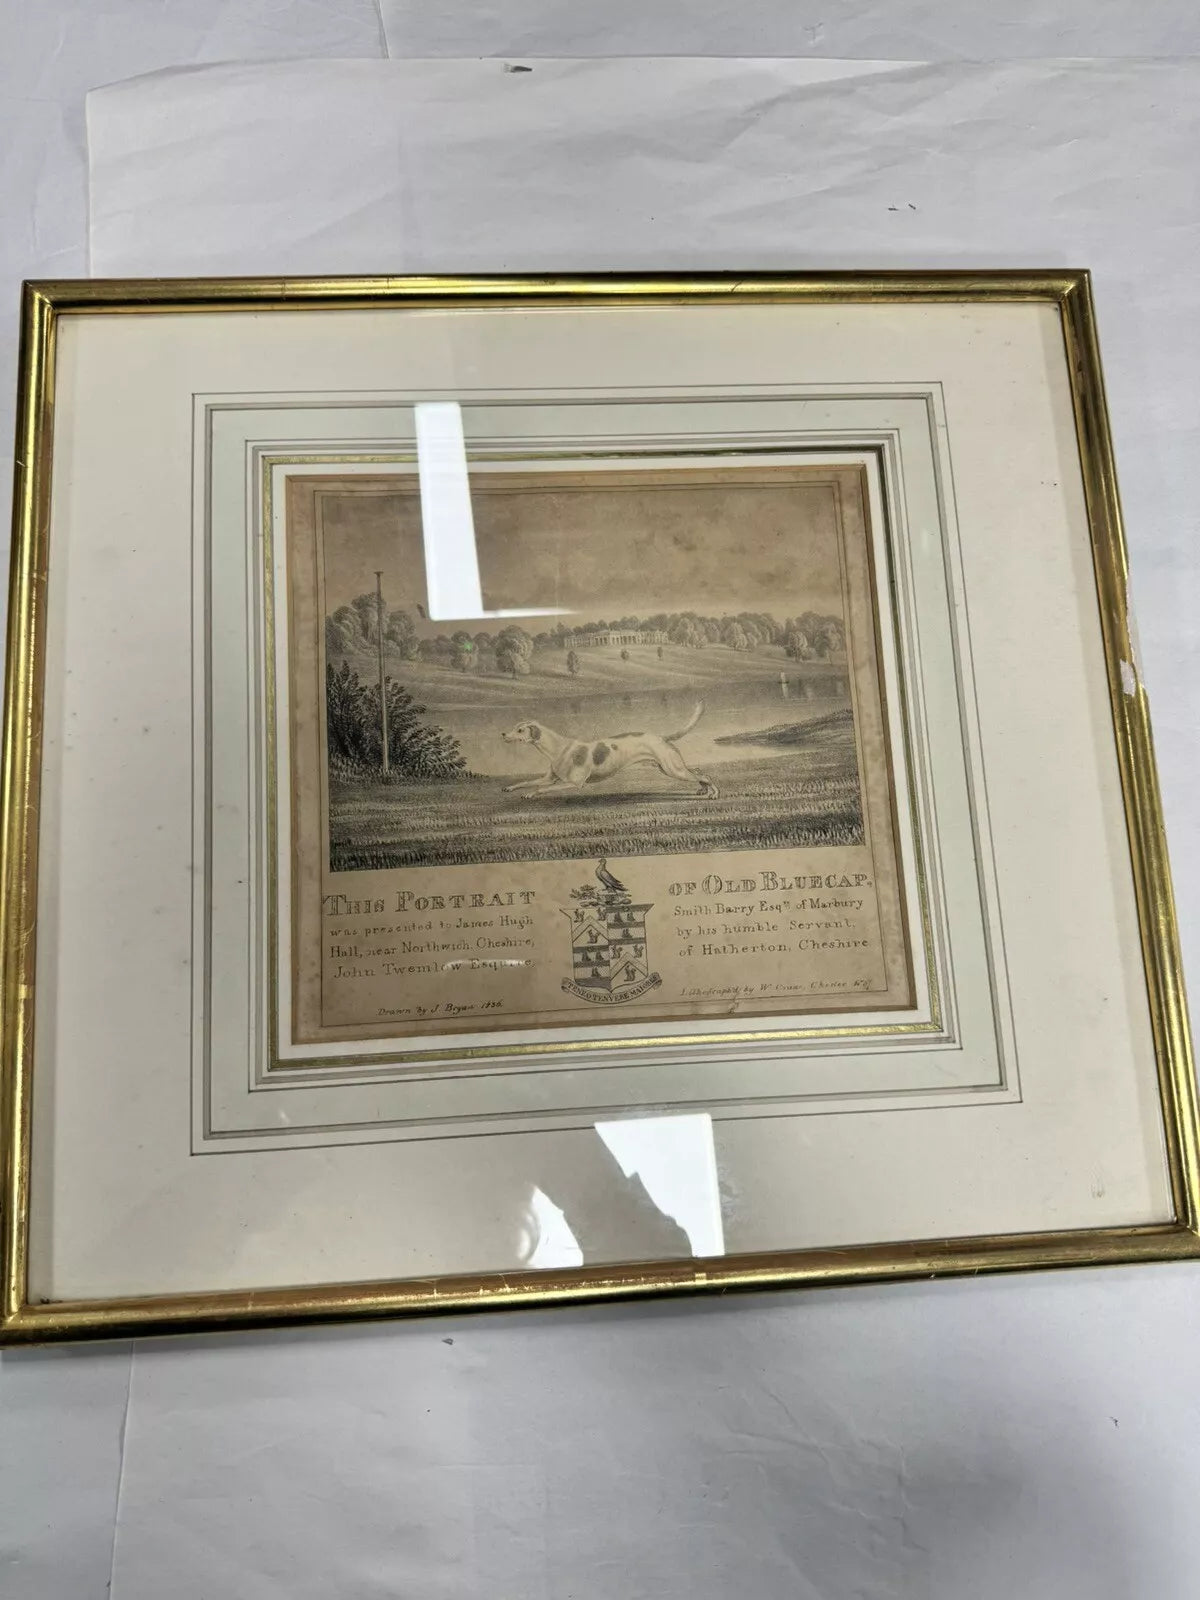 THIS PORTRAIT OF OLD BLUECAP,
was presented to James Hugh Smith Barry Esqre. of Marbury
Hall, near Northwich, Cheshire, by his humble Servant,
John Twemlow Esquire, of Hatherton, Cheshire
Drawn by J. Bryan 1836.
Lithographed by Wm. Crane, Chester